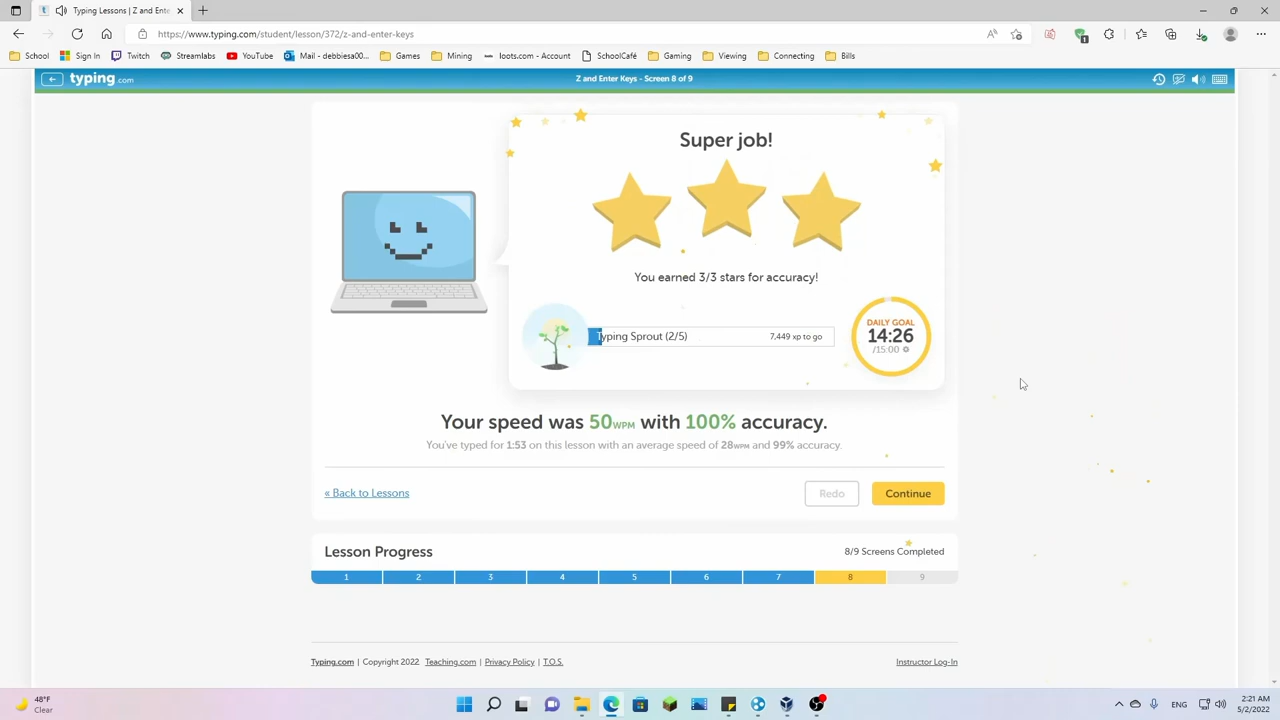 Typing Lessons | Z and Ente
https://www.typing.com/student/lesson/372/z-and-enter-keys
School Sign In Twitch Streamlabs YouTube Mail - debbiesa00... Games Mining loots.com - Account SchoolCafé Gaming Viewing Connecting Bills
typing.com Z and Enter Keys - Screen 8 of 9
Super job!
You earned 3/3 stars for accuracy!
Typing Sprout (2/5) 7,449 xp to go
DAILY GOAL
14:26
/15:00
Your speed was 50WPM with 100% accuracy.
You've typed for 1:53 on this lesson with an average speed of 28WPM and 99% accuracy.
« Back to Lessons Redo Continue
Lesson Progress 8/9 Screens Completed
1 2 3 4 5 6 7 8 9
Typing.com | Copyright 2022 Teaching.com | Privacy Policy | T.O.S. Instructor Log-In
48°F
Clear
ENG
2:21 AM
5/2/2022